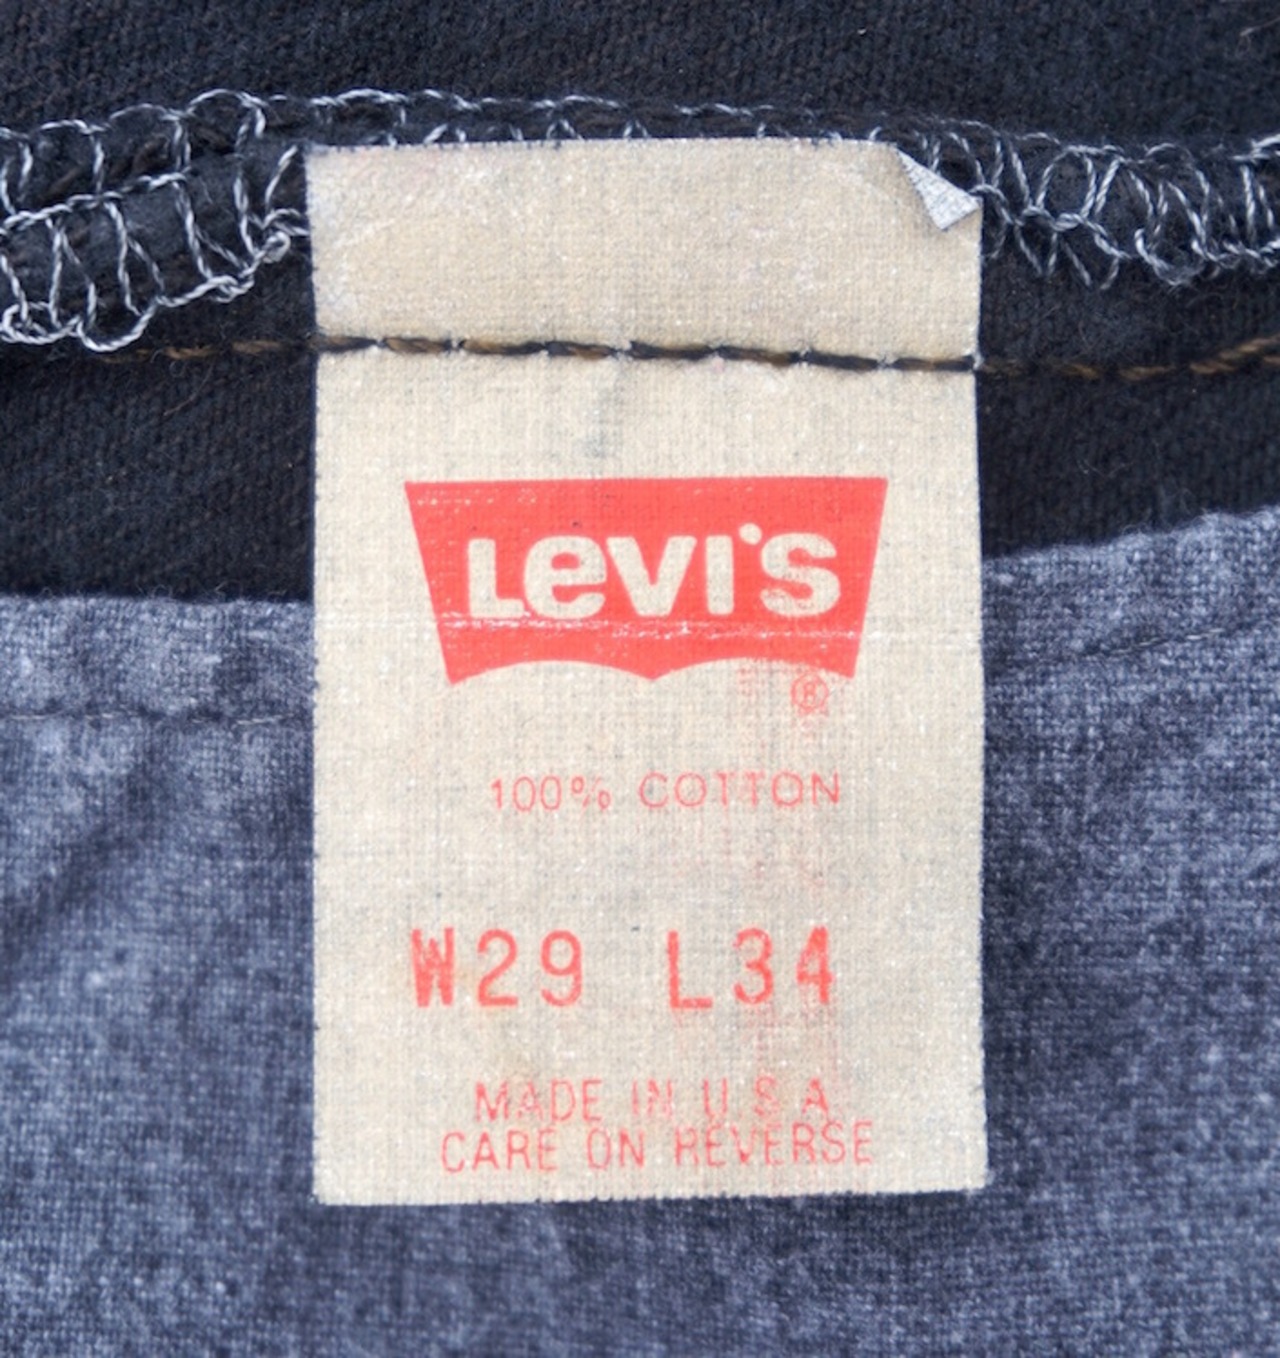 Levi's
®
100% COTTON
W29 L34
MADE IN U.S.A.
CARE ON REVERSE